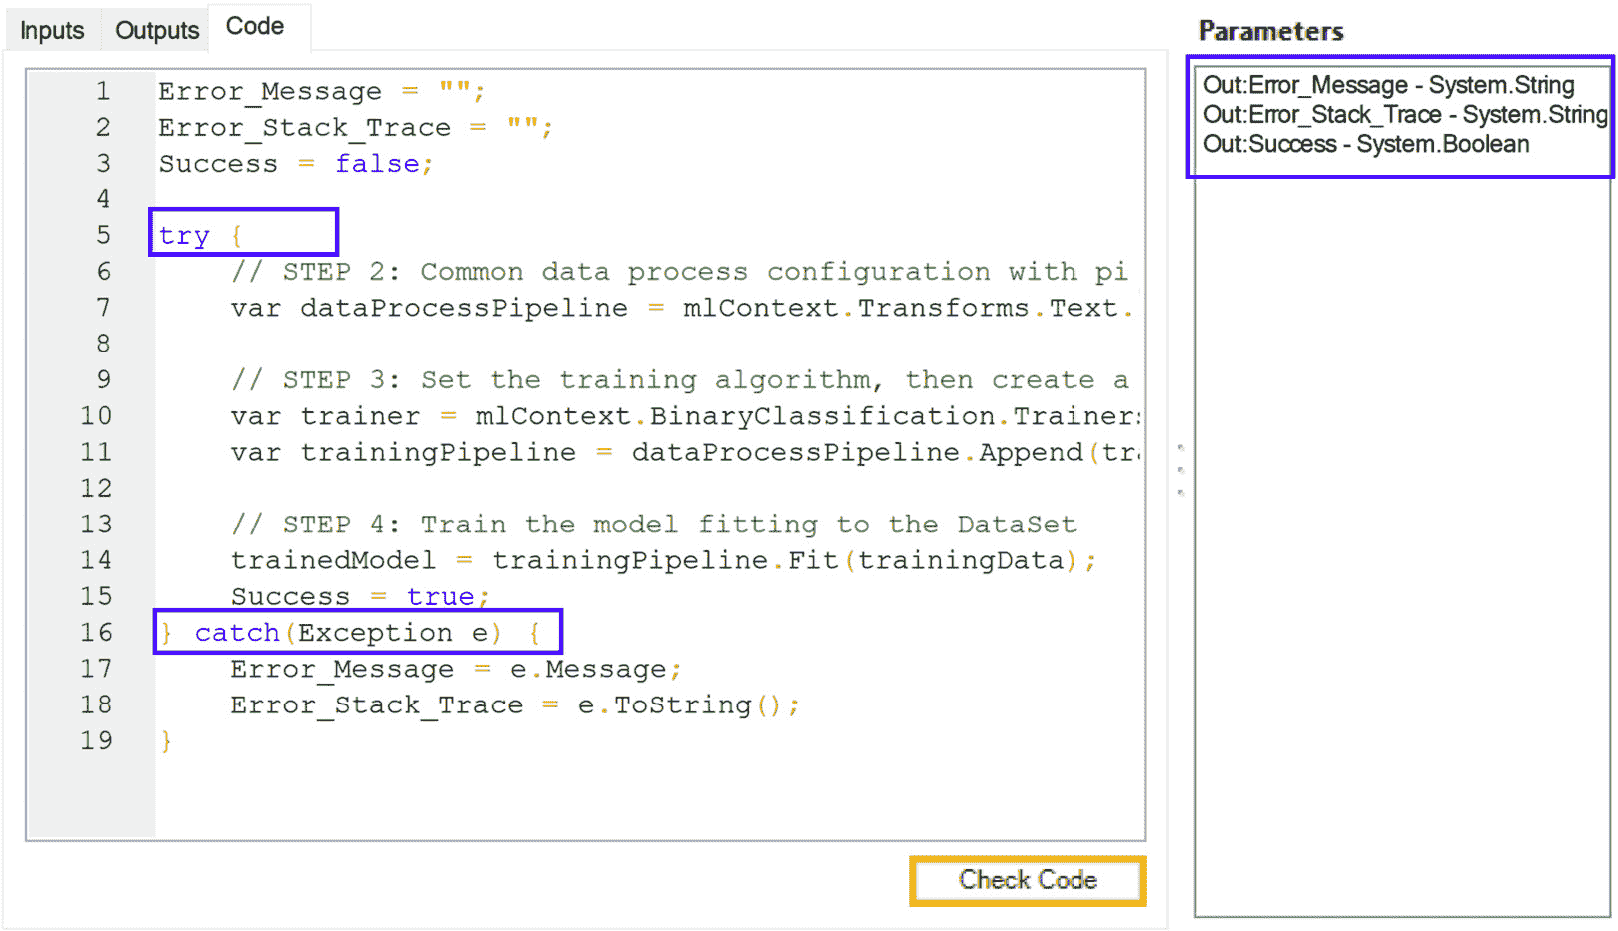 Inputs Outputs Code
1 Error_Message = "";
2 Error_Stack_Trace = "";
3 Success = false;
4
5 try {
6 // STEP 2: Common data process configuration with pi
7 var dataProcessPipeline = mlContext.Transforms.Text.
8
9 // STEP 3: Set the training algorithm, then create a
10 var trainer = mlContext.BinaryClassification.Trainers
11 var trainingPipeline = dataProcessPipeline.Append(tra
12
13 // STEP 4: Train the model fitting to the DataSet
14 trainedModel = trainingPipeline.Fit(trainingData);
15 Success = true;
16 } catch(Exception e) {
17 Error_Message = e.Message;
18 Error_Stack_Trace = e.ToString();
19 }
Check Code
Parameters
Out:Error_Message - System.String
Out:Error_Stack_Trace - System.String
Out:Success - System.Boolean